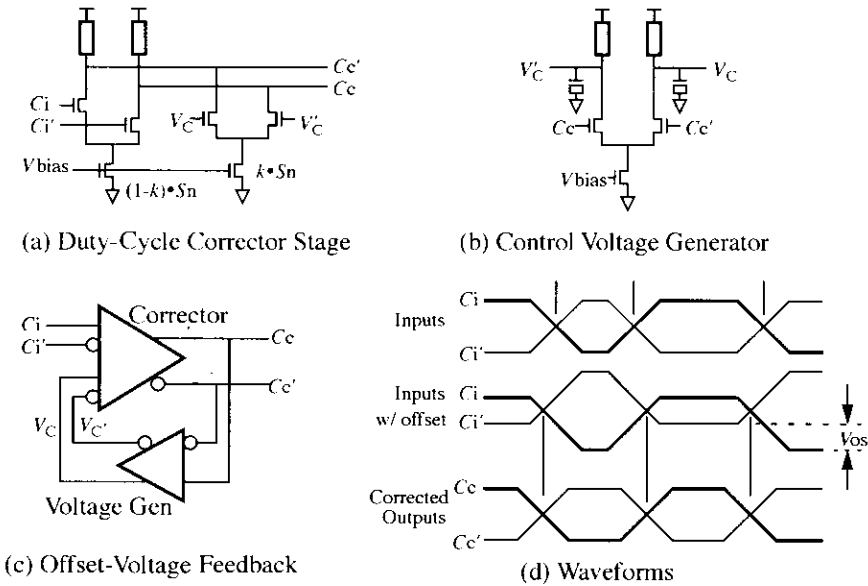 Cc'
Cc
Ci
Ci'
VC
V'C
Vbias
(1-k)•Sn
k•Sn
(a) Duty-Cycle Corrector Stage
V'C
VC
Cc
Cc'
Vbias
(b) Control Voltage Generator
Ci
Ci'
Corrector
Cc
Cc'
VC
VC'
Voltage Gen
(c) Offset-Voltage Feedback
Ci
Inputs
Ci'
Inputs
w/ offset
Ci
Ci'
Vos
Cc
Corrected
Outputs
Cc'
(d) Waveforms